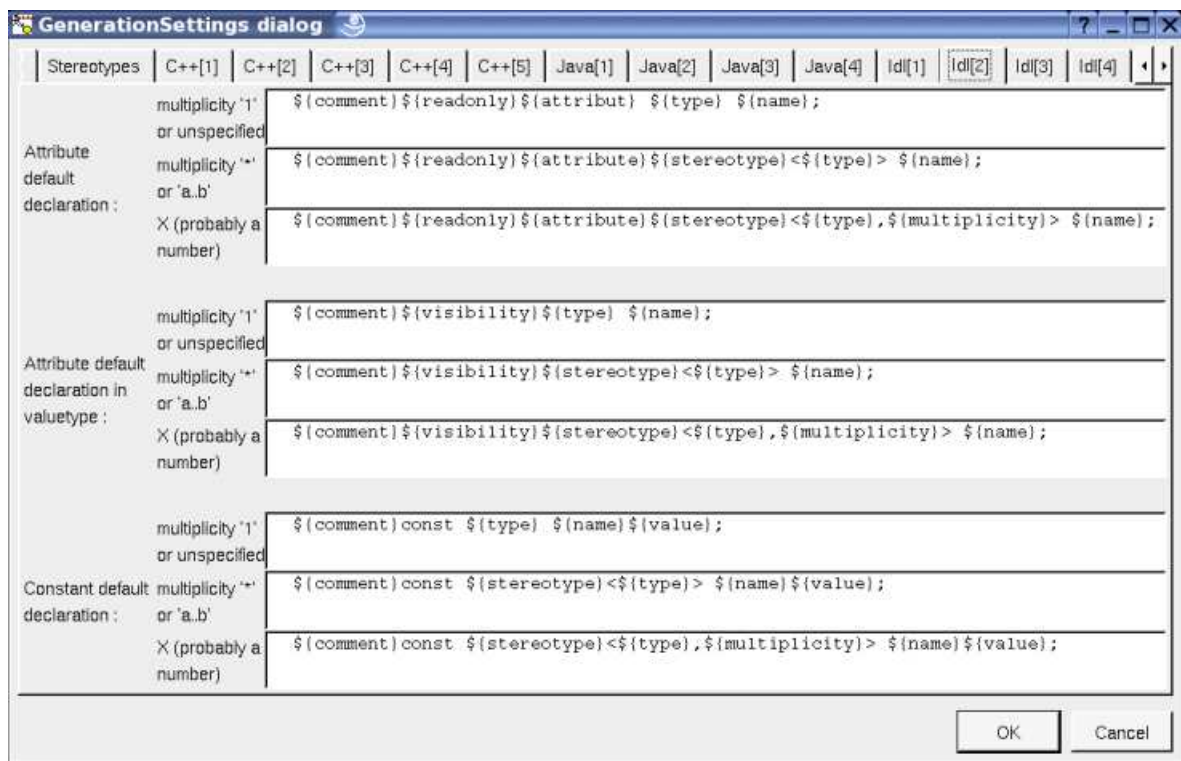 GenerationSettings dialog
Stereotypes C++[1] C++[2] C++[3] C++[4] C++[5] Java[1] Java[2] Java[3] Java[4] Idl[1] Idl[2] Idl[3] Idl[4]
Attribute
default
declaration :
multiplicity '1'
or unspecified
${comment}${readonly}${attribut} ${type} ${name};
multiplicity '*'
or 'a..b'
${comment}${readonly}${attribute}${stereotype}<${type}> ${name};
X (probably a
number)
${comment}${readonly}${attribute}${stereotype}<${type},${multiplicity}> ${name};
Attribute default
declaration in
valuetype :
multiplicity '1'
or unspecified
${comment}${visibility}${type} ${name};
multiplicity '*'
or 'a..b'
${comment}${visibility}${stereotype}<${type}> ${name};
X (probably a
number)
${comment}${visibility}${stereotype}<${type},${multiplicity}> ${name};
Constant default
declaration :
multiplicity '1'
or unspecified
${comment}const ${type} ${name}${value};
multiplicity '*'
or 'a..b'
${comment}const ${stereotype}<${type}> ${name}${value};
X (probably a
number)
${comment}const ${stereotype}<${type},${multiplicity}> ${name}${value};
OK Cancel